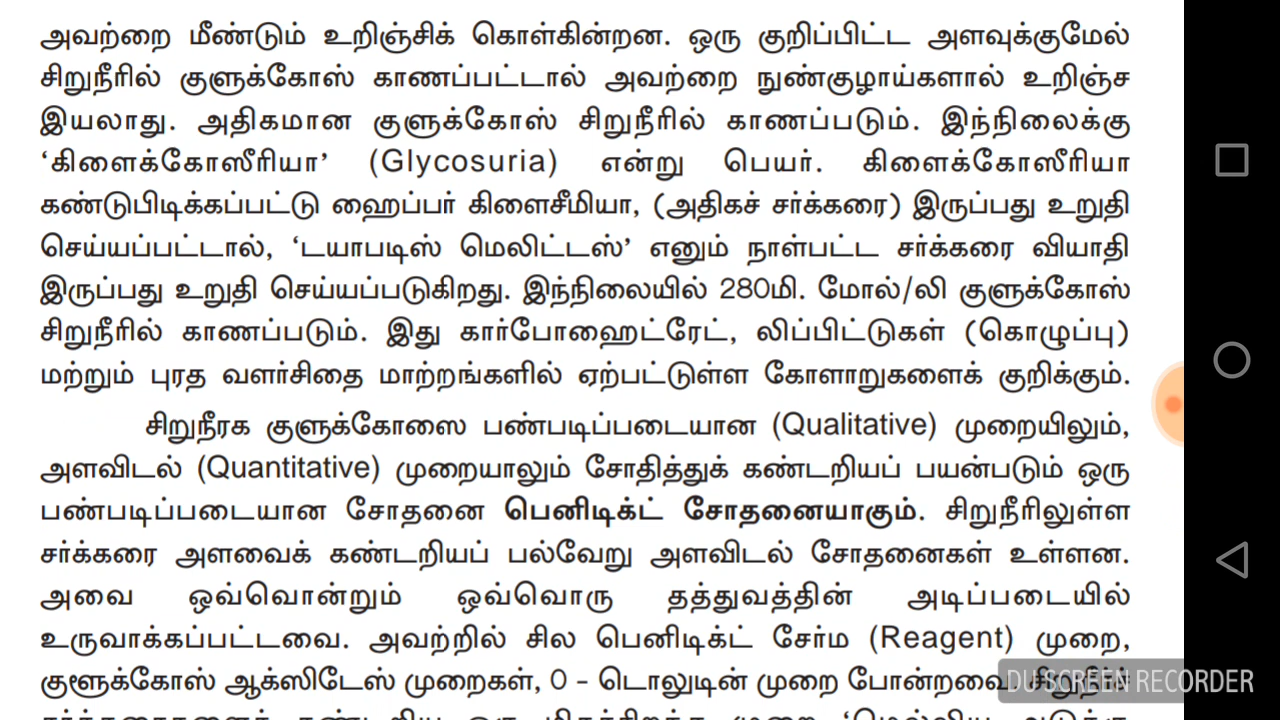 அவற்றை மீண்டும் உறிஞ்சிக் கொள்கின்றன. ஒரு குறிப்பிட்ட அளவுக்குமேல்
சிறுநீரில் குளுக்கோஸ் காணப்பட்டால் அவற்றை நுண்குழாய்களால் உறிஞ்ச
இயலாது. அதிகமான குளுக்கோஸ் சிறுநீரில் காணப்படும். இந்நிலைக்கு
‘கிளைக்கோஸீரியா’ (Glycosuria) என்று பெயர். கிளைக்கோஸீரியா
கண்டுபிடிக்கப்பட்டு ஹைப்பர் கிளைசீமியா, (அதிகச் சர்க்கரை) இருப்பது உறுதி
செய்யப்பட்டால், ‘டயாபடிஸ் மெலிட்டஸ்’ எனும் நாள்பட்ட சர்க்கரை வியாதி
இருப்பது உறுதி செய்யப்படுகிறது. இந்நிலையில் 280மி. மோல்/லி குளுக்கோஸ்
சிறுநீரில் காணப்படும். இது கார்போஹைட்ரேட், லிப்பிட்டுகள் (கொழுப்பு)
மற்றும் புரத வளர்சிதை மாற்றங்களில் ஏற்பட்டுள்ள கோளாறுகளைக் குறிக்கும்.
சிறுநீரக குளுக்கோஸை பண்படிப்படையான (Qualitative) முறையிலும்,
அளவிடல் (Quantitative) முறையாலும் சோதித்துக் கண்டறியப் பயன்படும் ஒரு
பண்படிப்படையான சோதனை பெனிடிக்ட் சோதனையாகும். சிறுநீரிலுள்ள
சர்க்கரை அளவைக் கண்டறியப் பல்வேறு அளவிடல் சோதனைகள் உள்ளன.
அவை ஒவ்வொன்றும் ஒவ்வொரு தத்துவத்தின் அடிப்படையில்
உருவாக்கப்பட்டவை. அவற்றில் சில பெனிடிக்ட் சேர்ம (Reagent) முறை,
குளூக்கோஸ் ஆக்ஸிடேஸ் முறைகள், 0 – டொலுடின் முறை போன்றவை. சிறுநீர்
DU SCREEN RECORDER